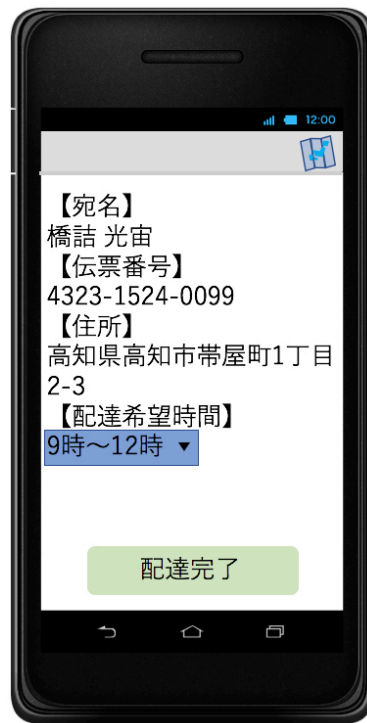 12:00
【宛名】
橋詰 光宙
【伝票番号】
4323-1524-0099
【住所】
高知県高知市帯屋町1丁目
2-3
【配達希望時間】
9時～12時 ▼
配達完了